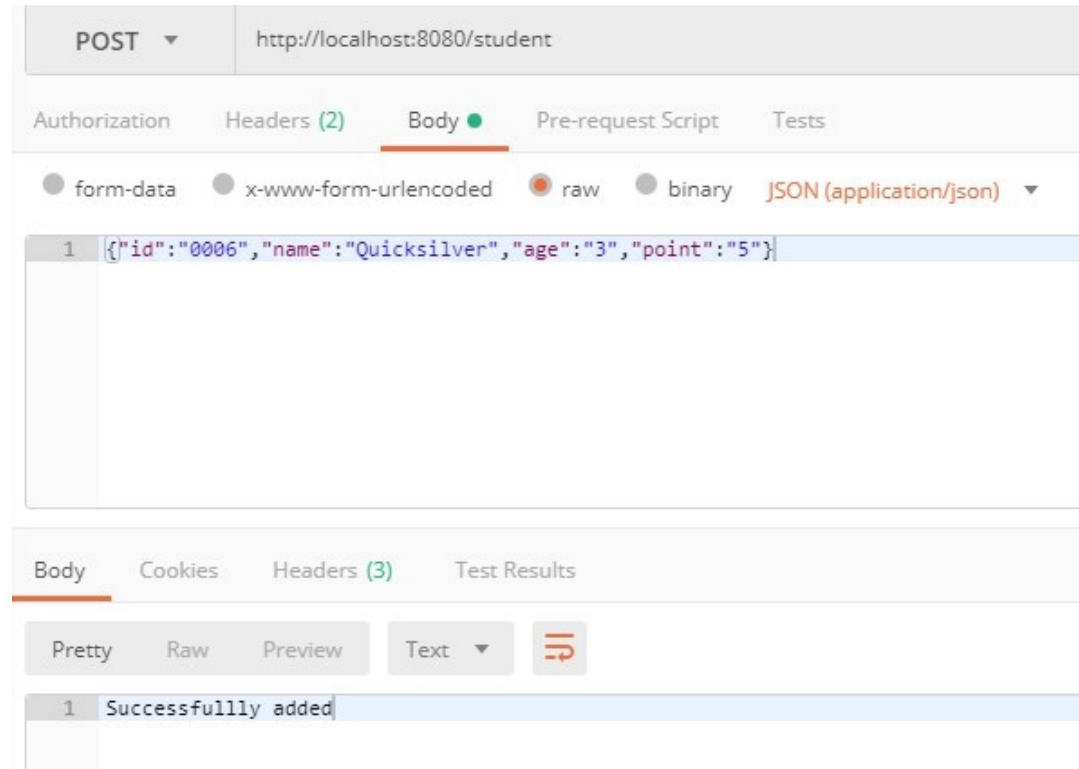 POST http://localhost:8080/student
Authorization Headers (2) Body Pre-request Script Tests
form-data x-www-form-urlencoded raw binary JSON (application/json)
1 {"id":"0006","name":"Quicksilver","age":"3","point":"5"}
Body Cookies Headers (3) Test Results
Pretty Raw Preview Text
1 Successfullly added